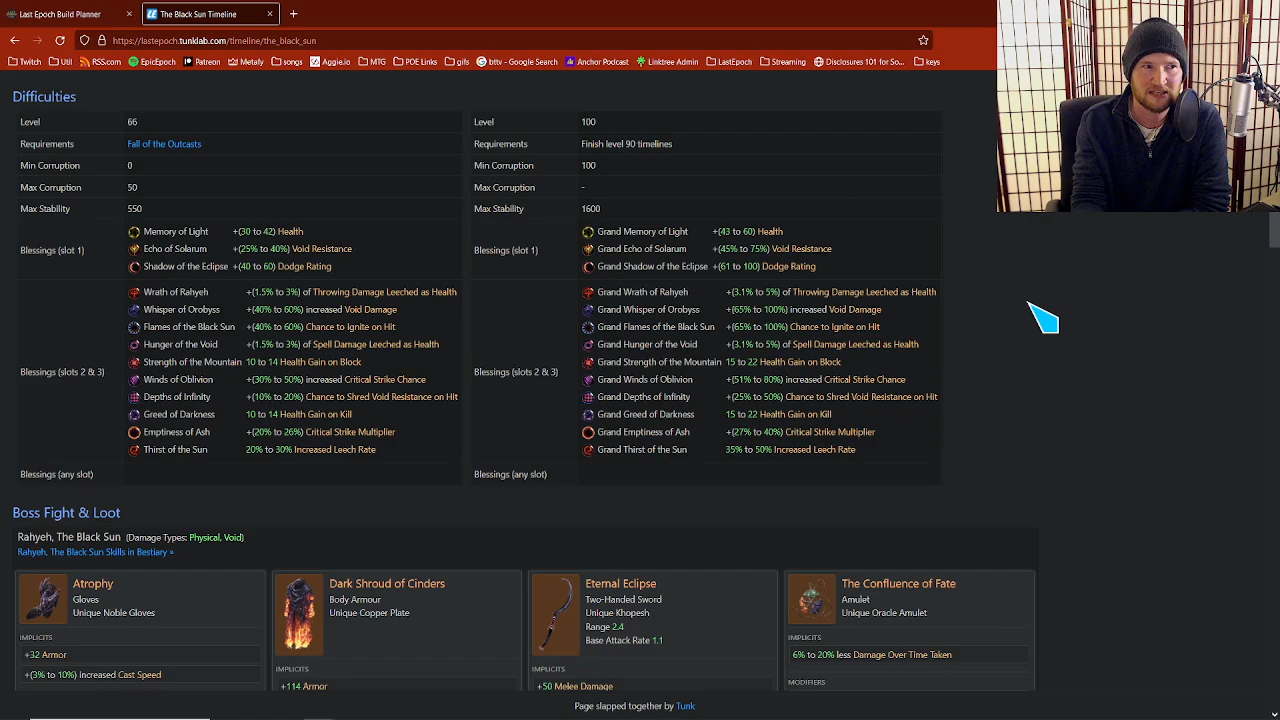 Last Epoch Build Planner
The Black Sun Timeline
https://lastepoch.tunklab.com/timeline/the_black_sun
Twitch Util RSS.com EpicEpoch Patreon Metafy songs Aggie.io MTG POE Links gifs bttv - Google Search Anchor Podcast Linktree Admin LastEpoch Streaming Disclosures 101 for So... keys
Difficulties
Level 66 Level 100
Requirements Fall of the Outcasts Requirements Finish level 90 timelines
Min Corruption 0 Min Corruption 100
Max Corruption 50 Max Corruption -
Max Stability 550 Max Stability 1600
Memory of Light +(30 to 42) Health Grand Memory of Light +(43 to 60) Health
Blessings (slot 1) Echo of Solarum +(25% to 40%) Void Resistance Blessings (slot 1) Grand Echo of Solarum +(45% to 75%) Void Resistance
Shadow of the Eclipse +(40 to 60) Dodge Rating Grand Shadow of the Eclipse +(61 to 100) Dodge Rating
Wrath of Rahyeh +(1.5% to 3%) of Throwing Damage Leeched as Health Grand Wrath of Rahyeh +(3.1% to 5%) of Throwing Damage Leeched as Health
Whisper of Orobyss +(40% to 60%) increased Void Damage Grand Whisper of Orobyss +(65% to 100%) increased Void Damage
Flames of the Black Sun +(40% to 60%) Chance to Ignite on Hit Grand Flames of the Black Sun +(65% to 100%) Chance to Ignite on Hit
Hunger of the Void +(1.5% to 3%) of Spell Damage Leeched as Health Grand Hunger of the Void +(3.1% to 5%) of Spell Damage Leeched as Health
Strength of the Mountain 10 to 14 Health Gain on Block Grand Strength of the Mountain 15 to 22 Health Gain on Block
Blessings (slots 2 & 3) Winds of Oblivion +(30% to 50%) increased Critical Strike Chance Blessings (slots 2 & 3) Grand Winds of Oblivion +(51% to 80%) increased Critical Strike Chance
Depths of Infinity +(10% to 20%) Chance to Shred Void Resistance on Hit Grand Depths of Infinity +(25% to 50%) Chance to Shred Void Resistance on Hit
Greed of Darkness 10 to 14 Health Gain on Kill Grand Greed of Darkness 15 to 22 Health Gain on Kill
Emptiness of Ash +(20% to 26%) Critical Strike Multiplier Grand Emptiness of Ash +(27% to 40%) Critical Strike Multiplier
Thirst of the Sun 20% to 30% Increased Leech Rate Grand Thirst of the Sun 35% to 50% Increased Leech Rate
Blessings (any slot) Blessings (any slot)
Boss Fight & Loot
Rahyeh, The Black Sun (Damage Types: Physical, Void)
Rahyeh, The Black Sun Skills in Bestiary »
Atrophy
Gloves
Unique Noble Gloves
IMPLICITS
+32 Armor
+(3% to 10%) increased Cast Speed
Dark Shroud of Cinders
Body Armour
Unique Copper Plate
IMPLICITS
+114 Armor
Eternal Eclipse
Two-Handed Sword
Unique Khopesh
Range 2.4
Base Attack Rate 1.1
IMPLICITS
+50 Melee Damage
The Confluence of Fate
Amulet
Unique Oracle Amulet
IMPLICITS
6% to 20% less Damage Over Time Taken
MODIFIERS
Page slapped together by Tunk